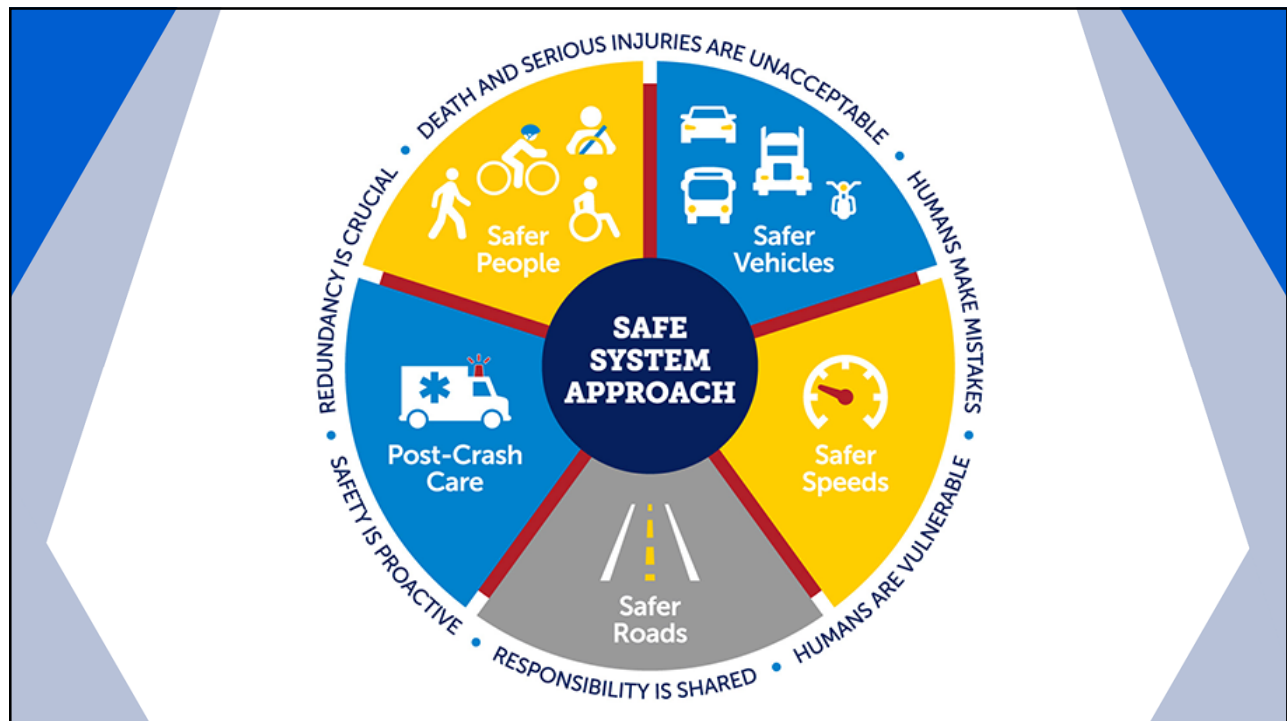 DEATH AND SERIOUS INJURIES ARE UNACCEPTABLE
HUMANS MAKE MISTAKES
HUMANS ARE VULNERABLE
RESPONSIBILITY IS SHARED
SAFETY IS PROACTIVE
REDUNDANCY IS CRUCIAL
Safer
People
Safer
Vehicles
SAFE
SYSTEM
APPROACH
Post-Crash
Care
Safer
Speeds
Safer
Roads